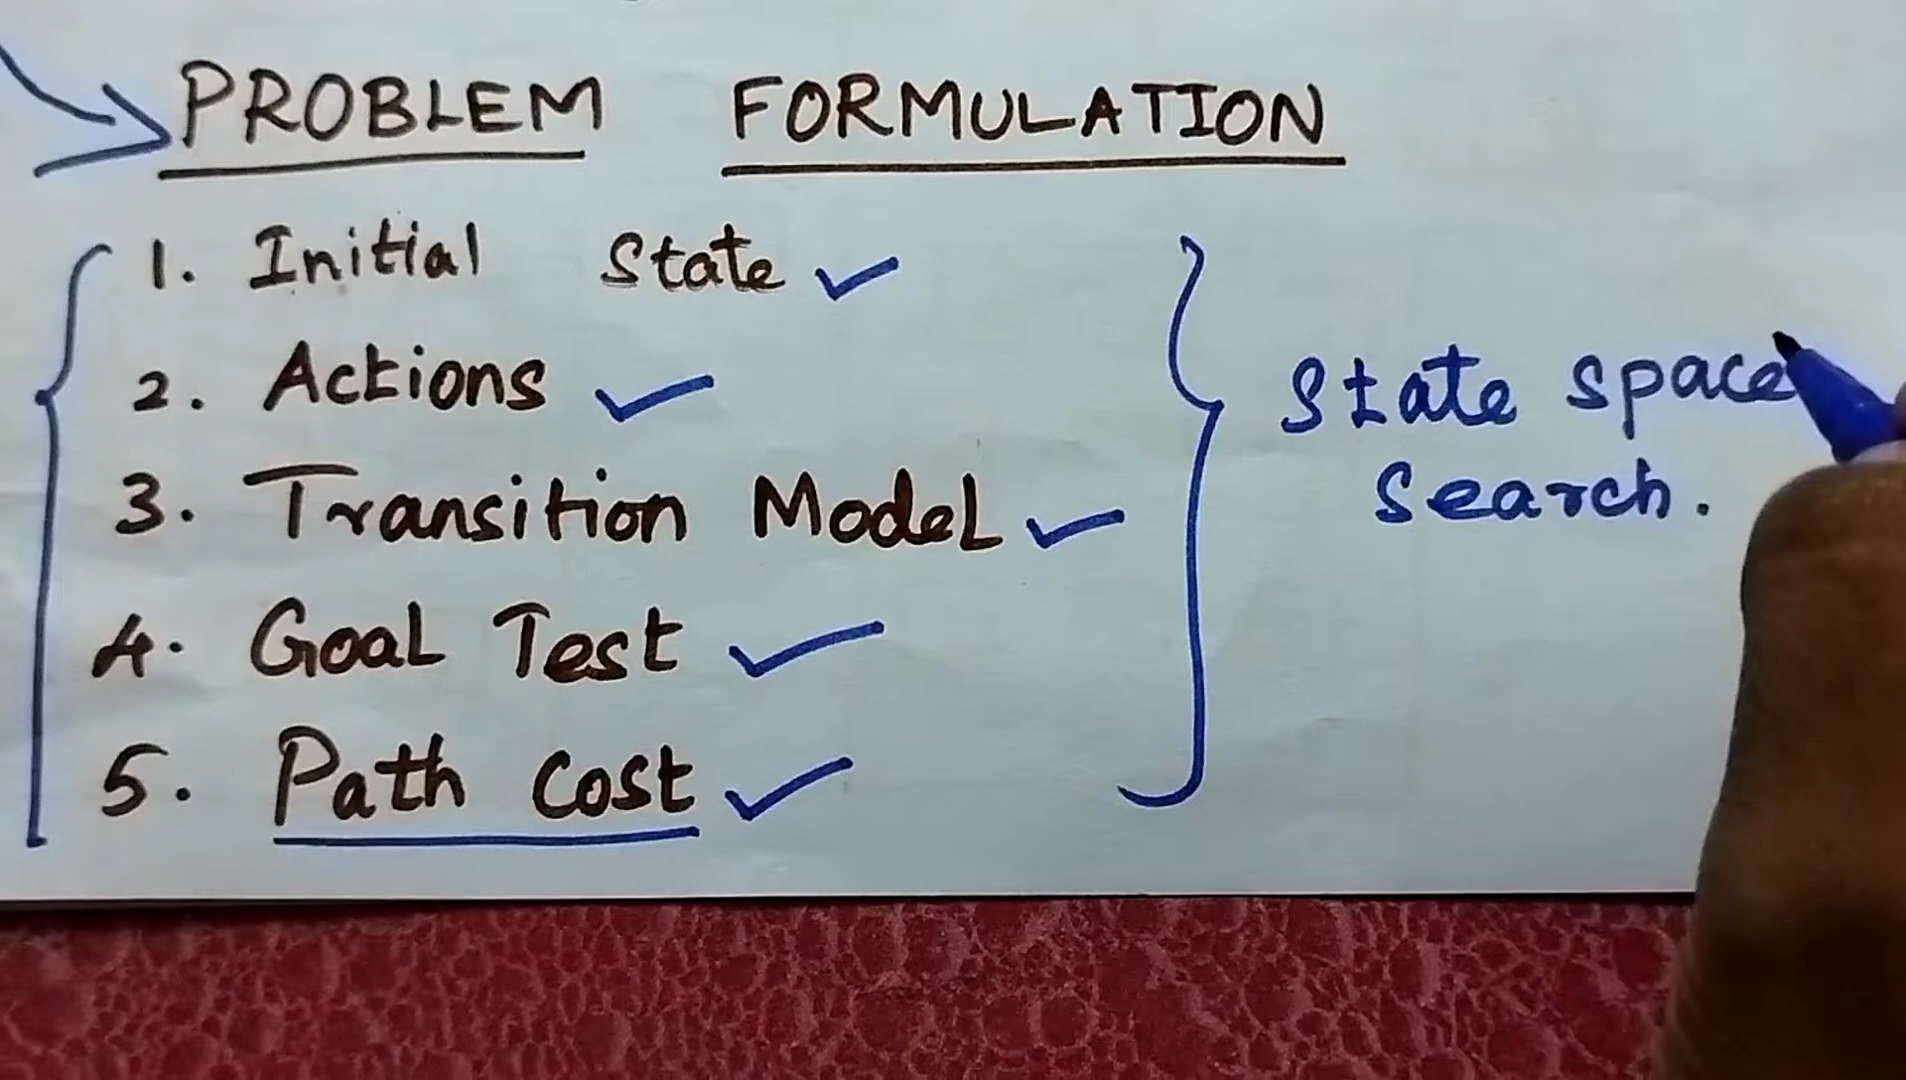 PROBLEM FORMULATION
1. Initial State ✓
2. Actions ✓
3. Transition Model ✓
4. Goal Test ✓
5. Path Cost ✓
State space
Search.